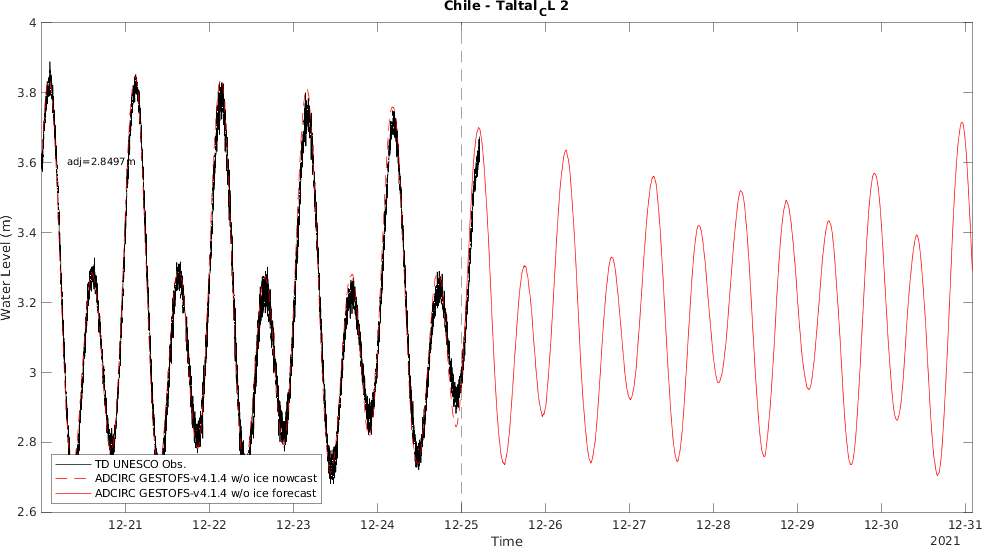 Chile - Taltal_CL 2
4
3.8
3.6
3.4
3.2
3
2.8
2.6
Water Level (m)
adj=2.8497m
TD UNESCO Obs.
ADCIRC GESTOFS-v4.1.4 w/o ice nowcast
ADCIRC GESTOFS-v4.1.4 w/o ice forecast
12-21
12-22
12-23
12-24
12-25
12-26
12-27
12-28
12-29
12-30
12-31
Time
2021